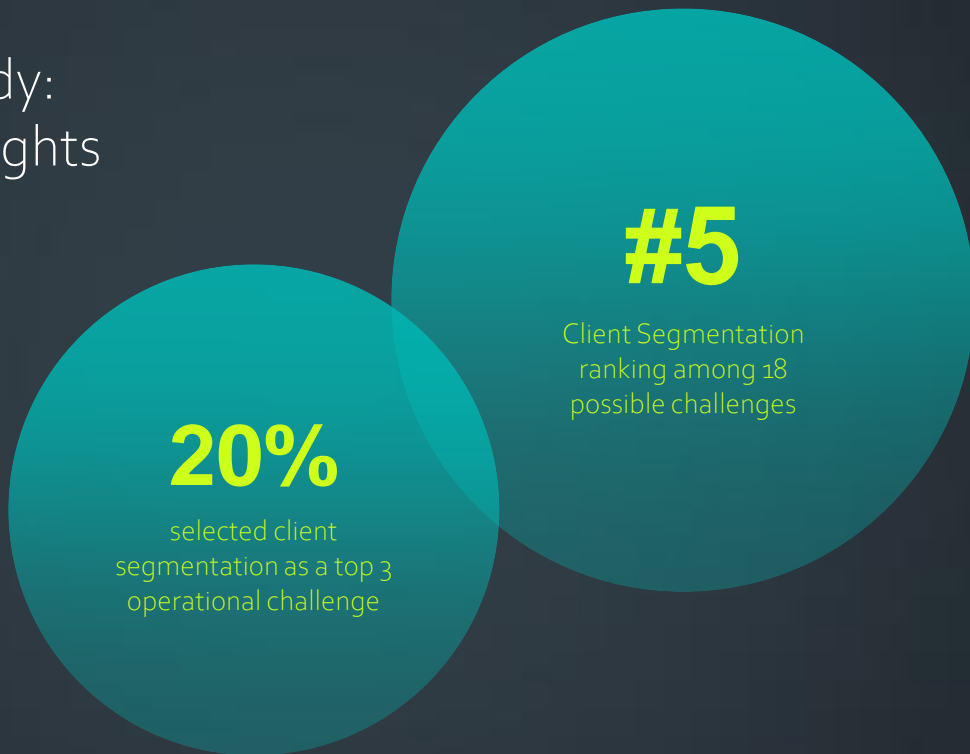 dy:
ghts
#5
Client Segmentation
ranking among 18
possible challenges
20%
selected client
segmentation as a top 3
operational challenge